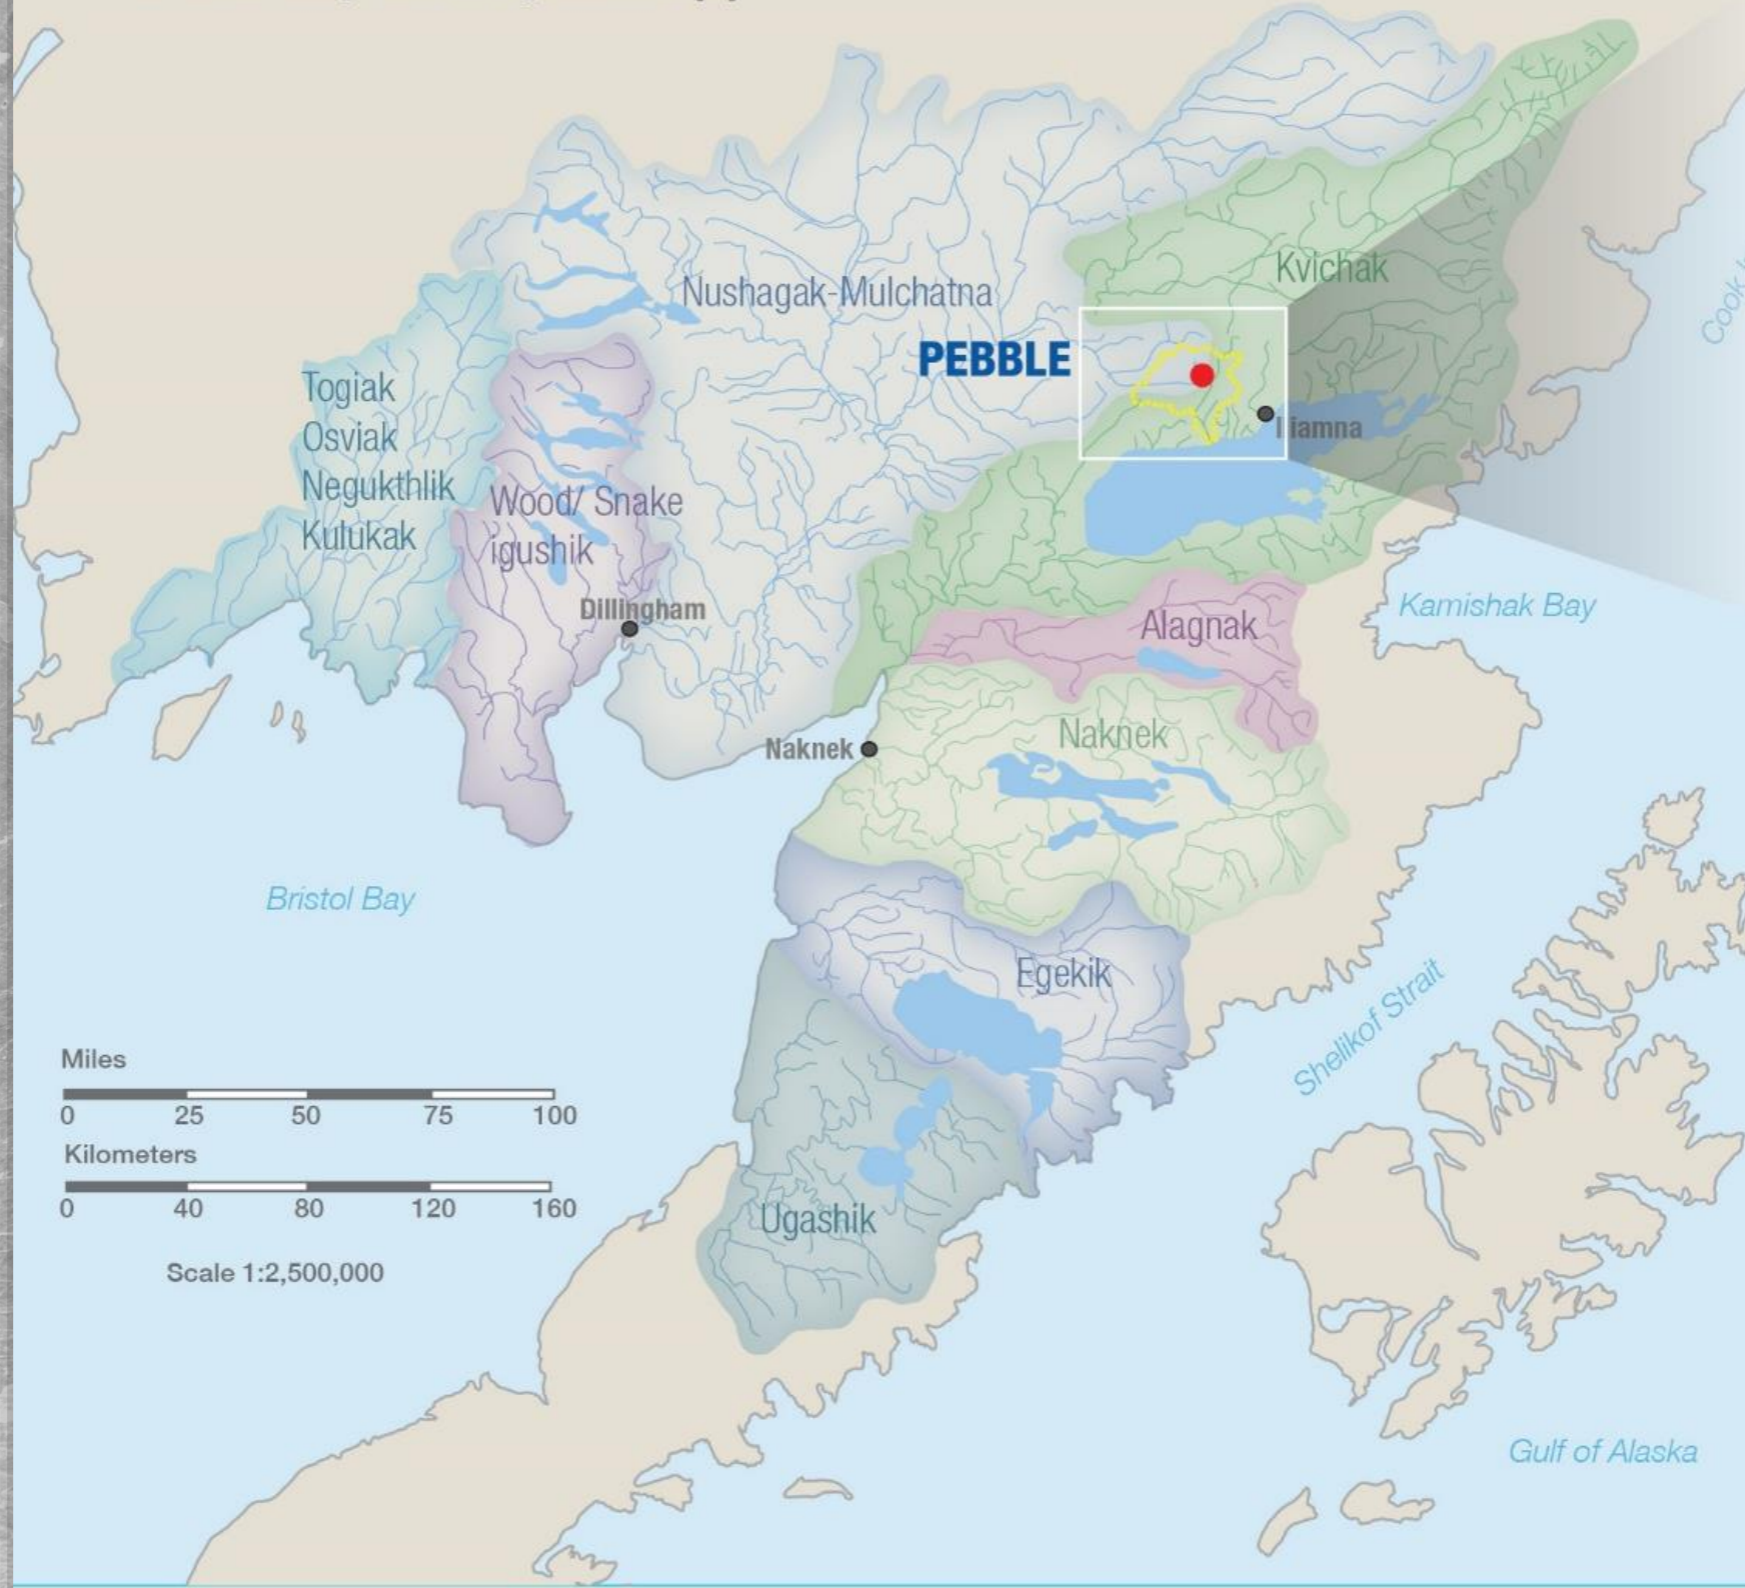 Kvichak
Nushagak-Mulchatna
PEBBLE
Togiak
Osviak
Negukthlik
Kulukak
Iliamna
Wood/ Snake
igushik
Dillingham
Kamishak Bay
Alagnak
Naknek
Naknek
Bristol Bay
Egekik
Shelikof Strait
Miles
0 25 50 75 100
Kilometers
0 40 80 120 160
Ugashik
Scale 1:2,500,000
Gulf of Alaska
Cook